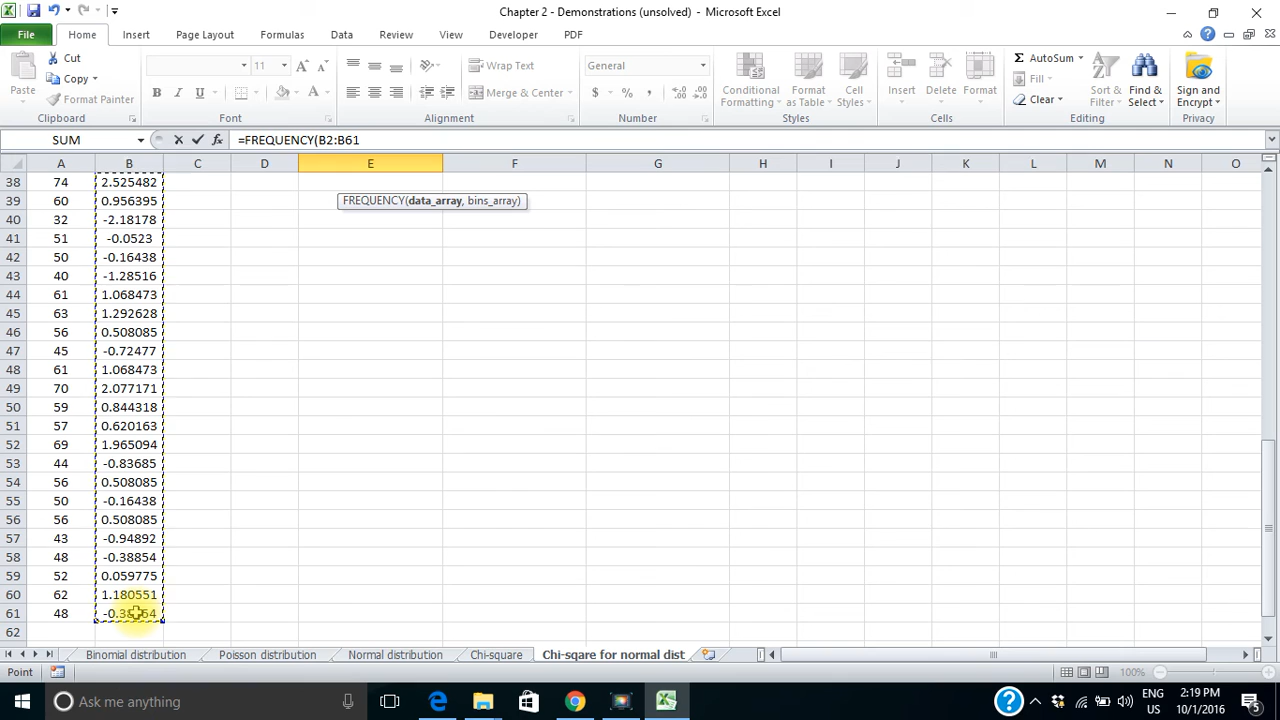 Chapter 2 - Demonstrations (unsolved) - Microsoft Excel
File Home Insert Page Layout Formulas Data Review View Developer PDF
Paste
Cut
Copy
Format Painter
Clipboard
11
A A
B I U
A
Font
Wrap Text
Merge & Center
Alignment
General
$ % ,
Number
Conditional Formatting
Format as Table
Cell Styles
Styles
Insert Delete Format
Cells
Σ AutoSum
Fill
Clear
Sort & Filter
Find & Select
Editing
Sign and Encrypt
Privacy
SUM fx =FREQUENCY(B2:B61
A B C D E F G H I J K L M N O
38 74 2.525482
39 60 0.956395
FREQUENCY(data_array, bins_array)
40 32 -2.18178
41 51 -0.0523
42 50 -0.16438
43 40 -1.28516
44 61 1.068473
45 63 1.292628
46 56 0.508085
47 45 -0.72477
48 61 1.068473
49 70 2.077171
50 59 0.844318
51 57 0.620163
52 69 1.965094
53 44 -0.83685
54 56 0.508085
55 50 -0.16438
56 56 0.508085
57 43 -0.94892
58 48 -0.38854
59 52 0.059775
60 62 1.180551
61 48 -0.38854
62
Binomial distribution Poisson distribution Normal distribution Chi-square Chi-sqare for normal dist
Point 100%
Ask me anything
ENG US
2:19 PM
10/1/2016
5